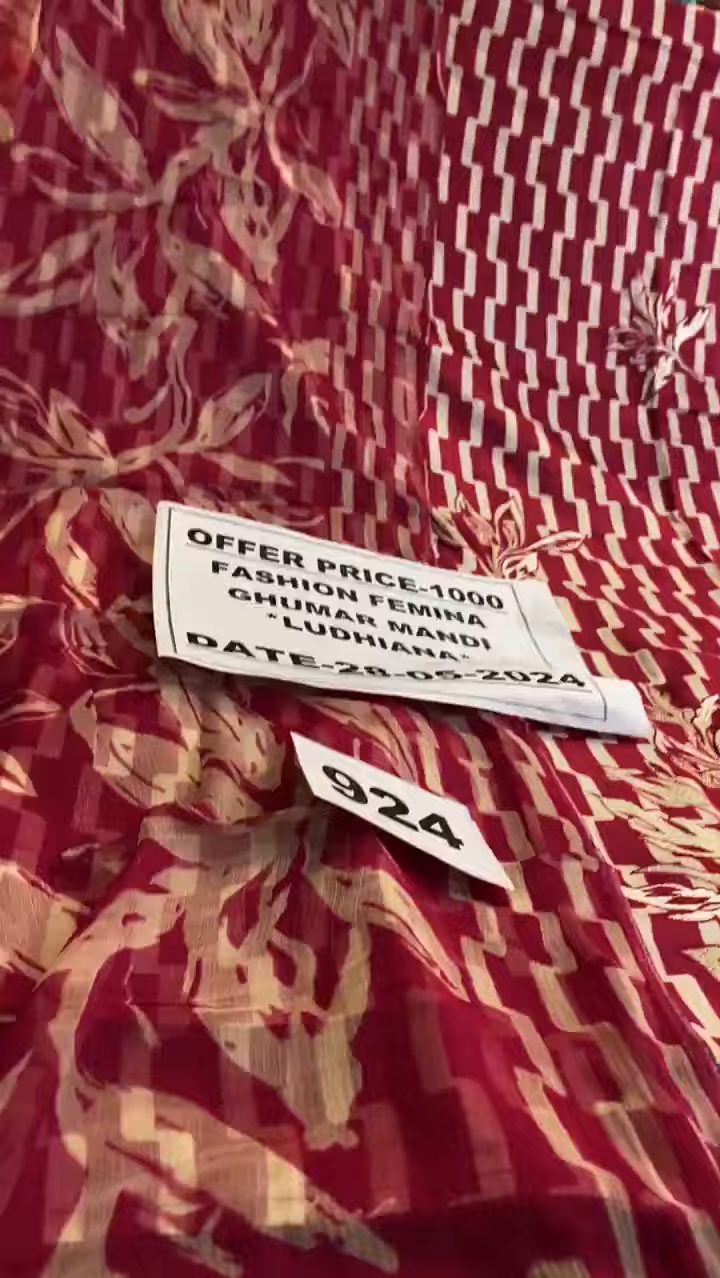 OFFER PRICE-1000
FASHION FEMINA
GHUMAR MANDI
*LUDHIANA*
DATE-28-05-2024
924